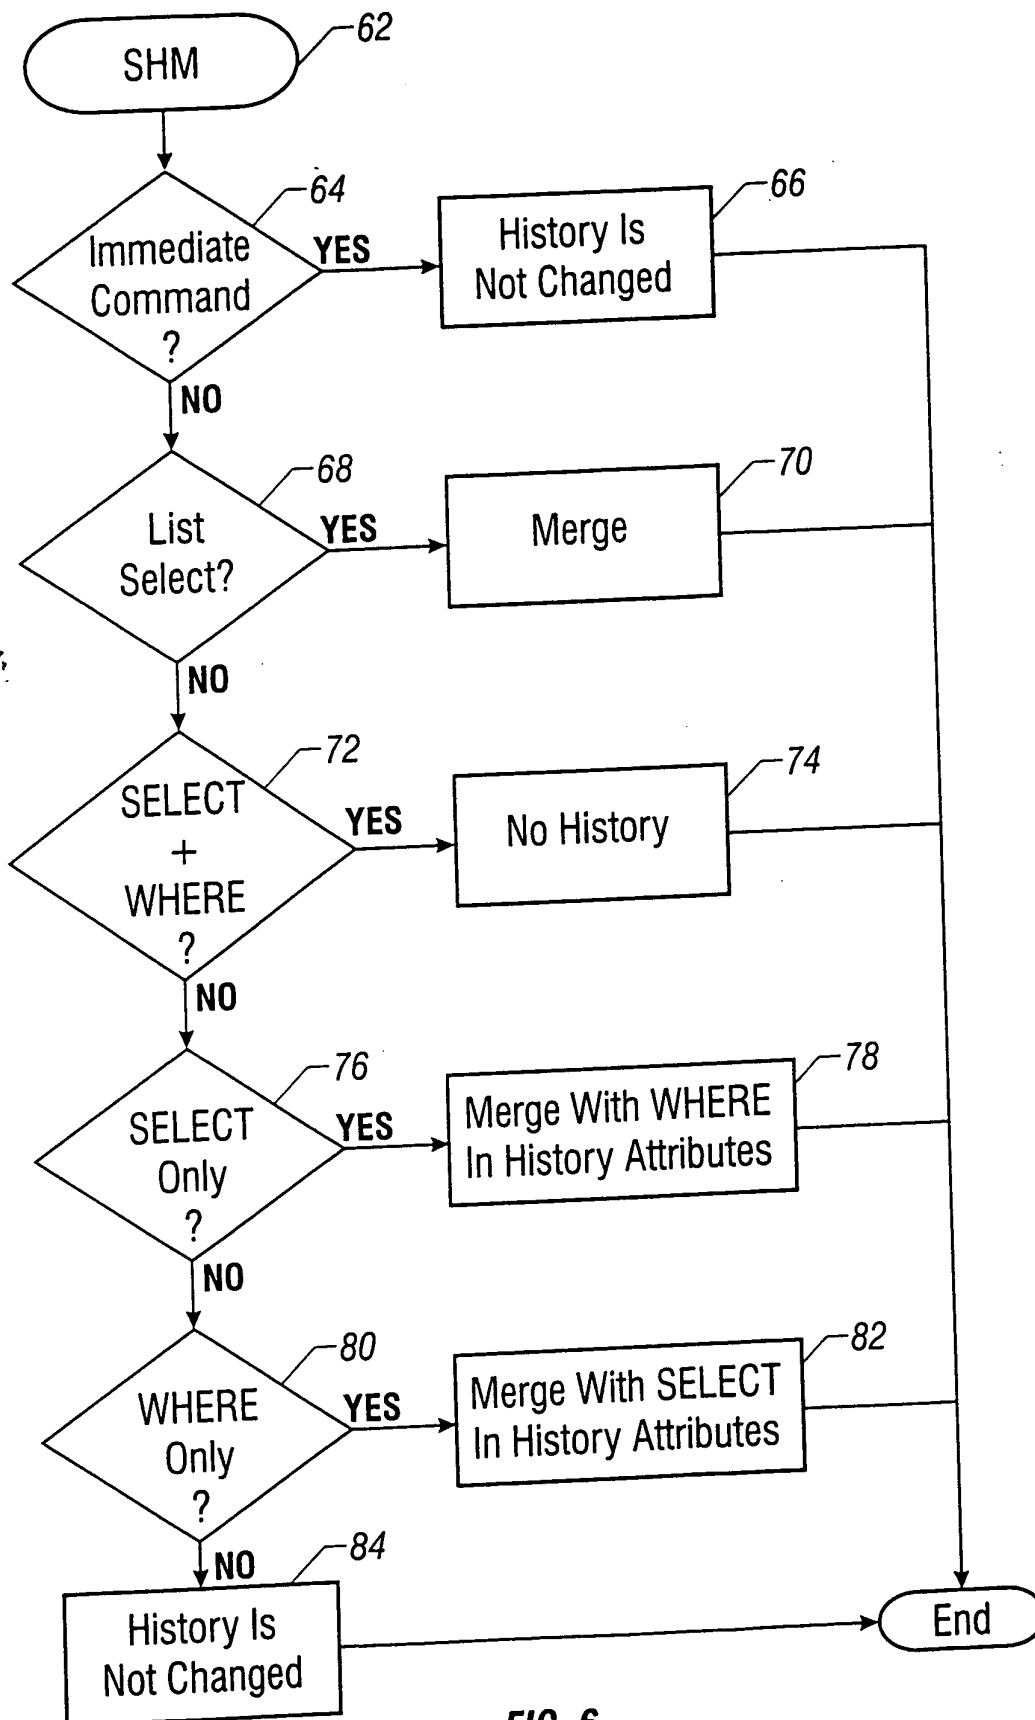 SHM
62
Immediate
Command
?
64
YES
History Is
Not Changed
66
NO
List
Select?
68
YES
Merge
70
NO
SELECT
+
WHERE
?
72
YES
No History
74
NO
SELECT
Only
?
76
YES
Merge With WHERE
In History Attributes
78
NO
WHERE
Only
?
80
YES
Merge With SELECT
In History Attributes
82
NO
History Is
Not Changed
84
End
FIG. 6